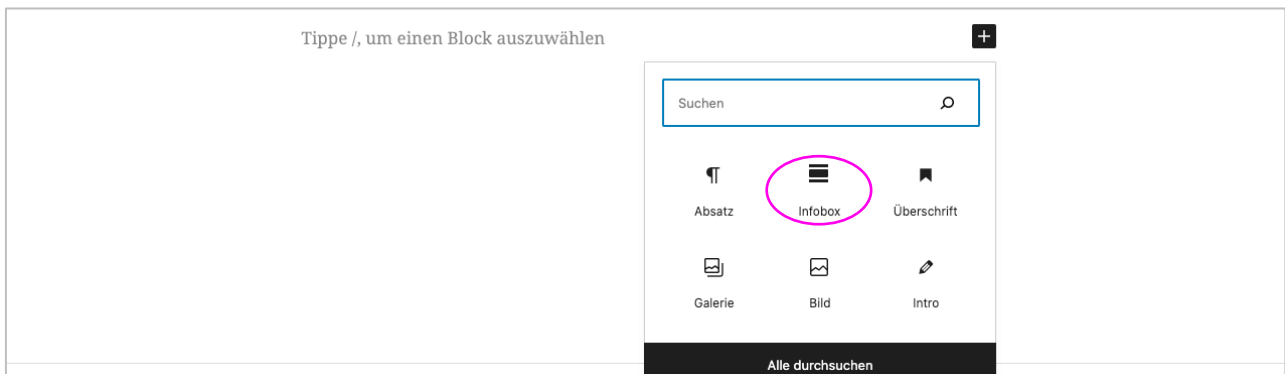 Tippe /, um einen Block auszuwählen
Suchen
Absatz Infobox Überschrift
Galerie Bild Intro
Alle durchsuchen